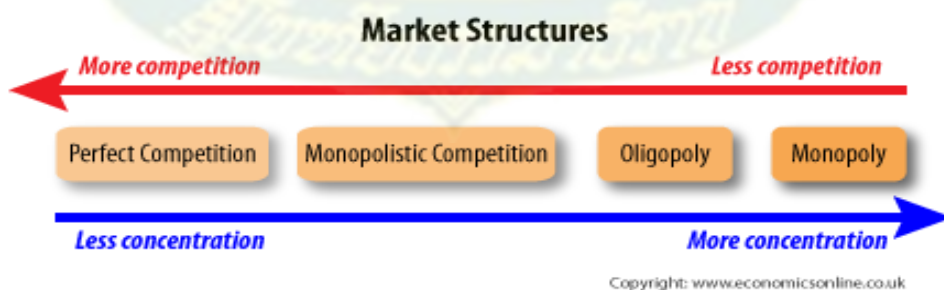 Market Structures
More competition Less competition
Perfect Competition Monopolistic Competition Oligopoly Monopoly
Less concentration More concentration
Copyright: www.economicsonline.co.uk